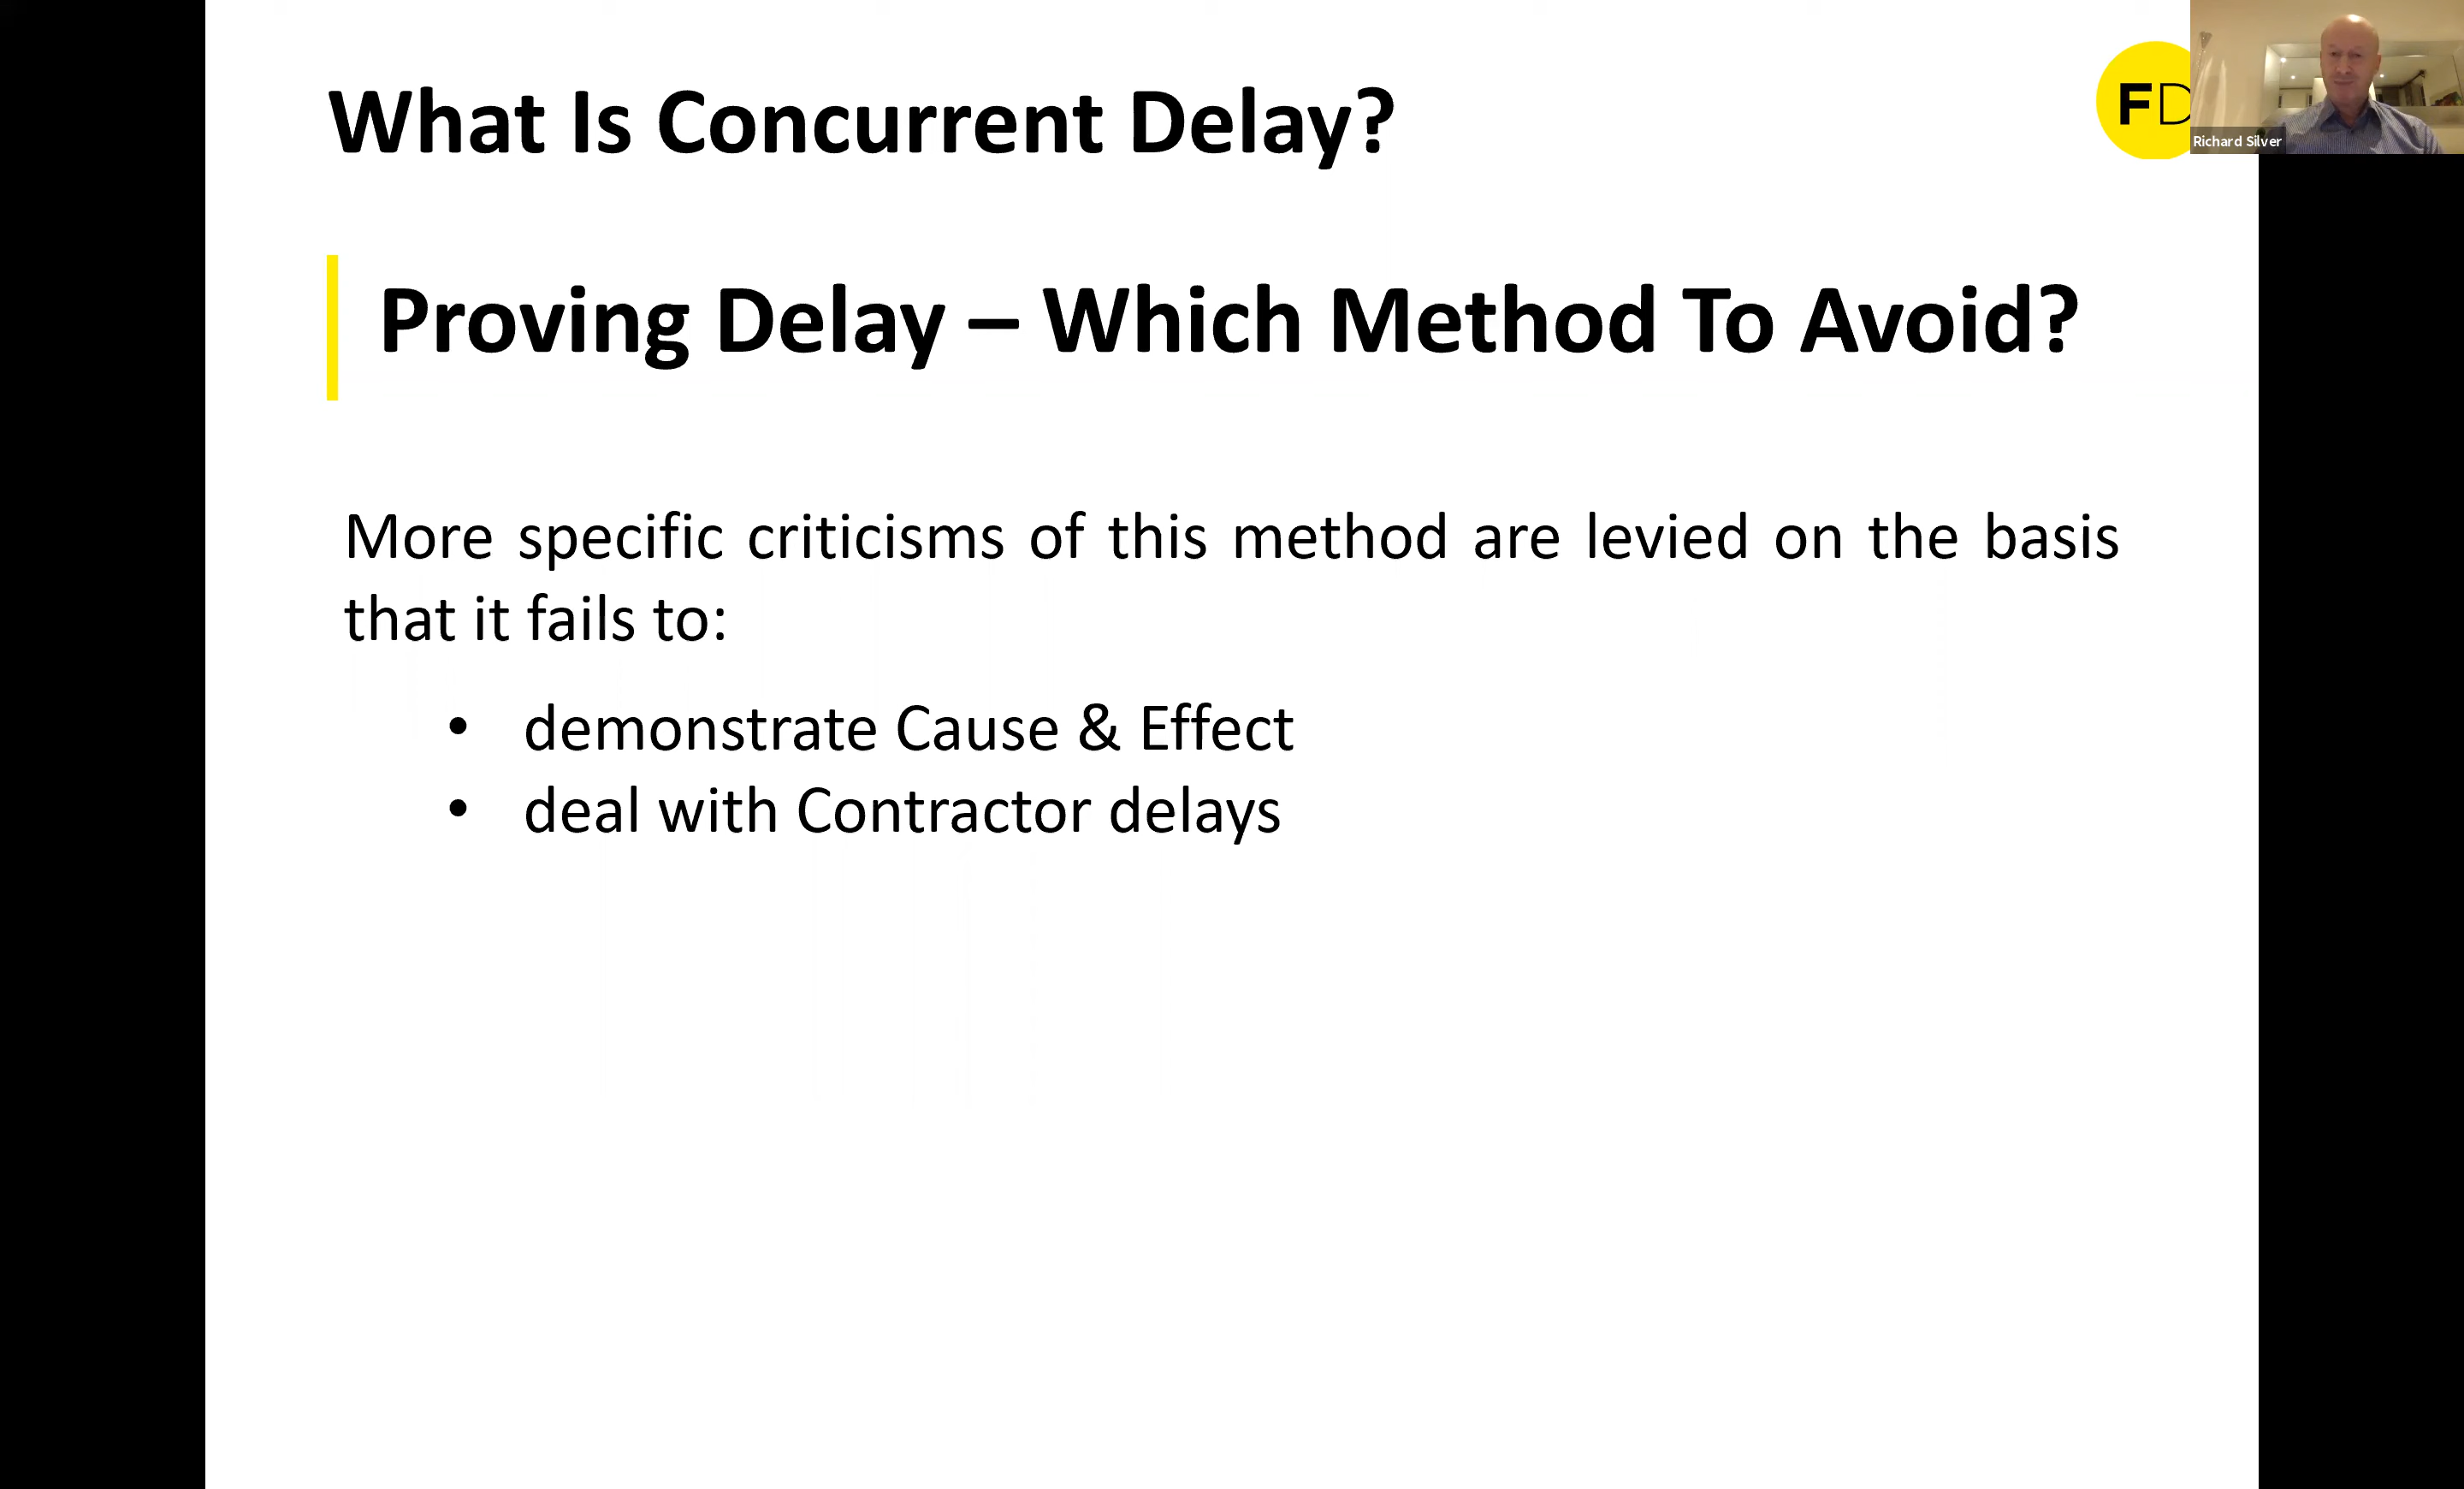 What Is Concurrent Delay?
FD
Richard Silver
Proving Delay – Which Method To Avoid?
More specific criticisms of this method are levied on the basis
that it fails to:
• demonstrate Cause & Effect
• deal with Contractor delays